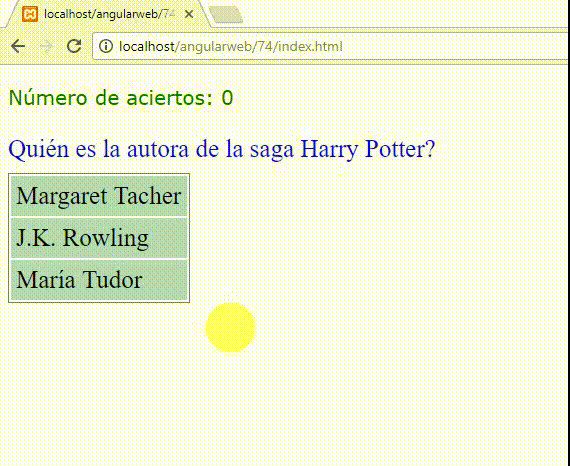 localhost/angularweb/74
localhost/angularweb/74/index.html
Número de aciertos: 0
Quién es la autora de la saga Harry Potter?
Margaret Tacher
J.K. Rowling
María Tudor